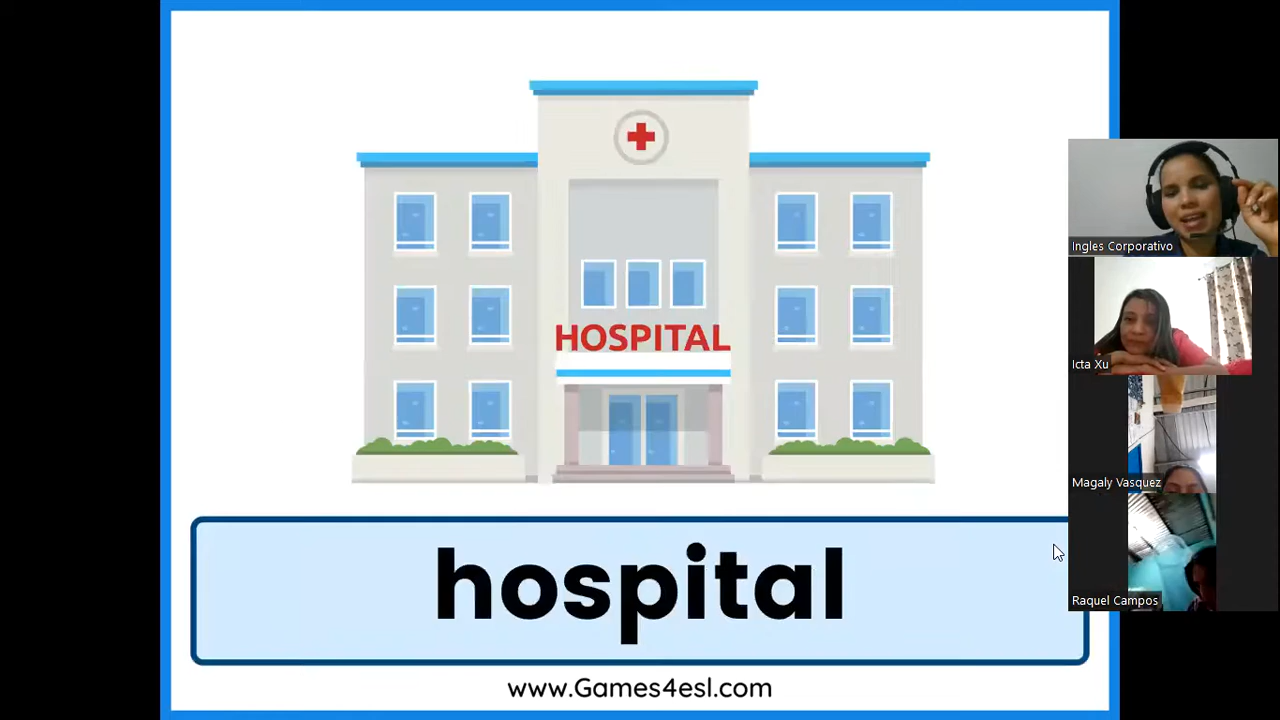 HOSPITAL
hospital
www.Games4esl.com
Ingles Corporativo
Icta Xu
Magaly Vasquez
Raquel Campos